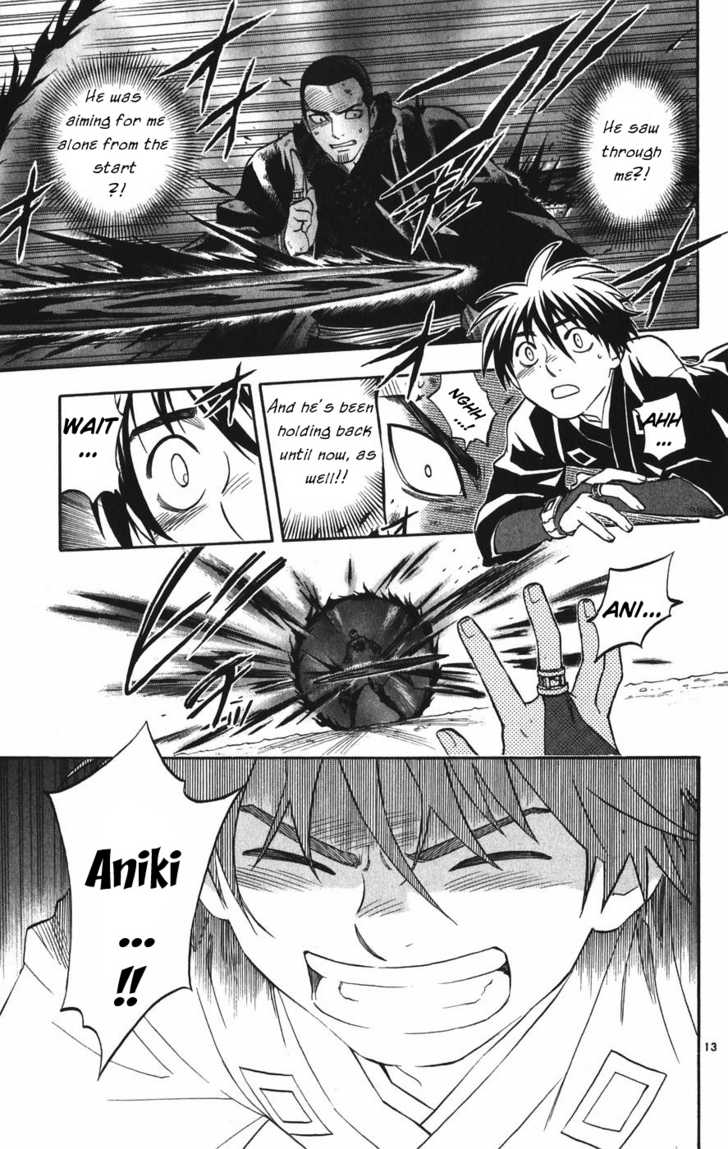 He was
aiming for me
alone from the
start
?!
He saw
through
me?!
AHH
...
NGHH
...!
And he's been
holding back
until now, as
well!!
WAIT
...
ANI...
Aniki
...
!!
13